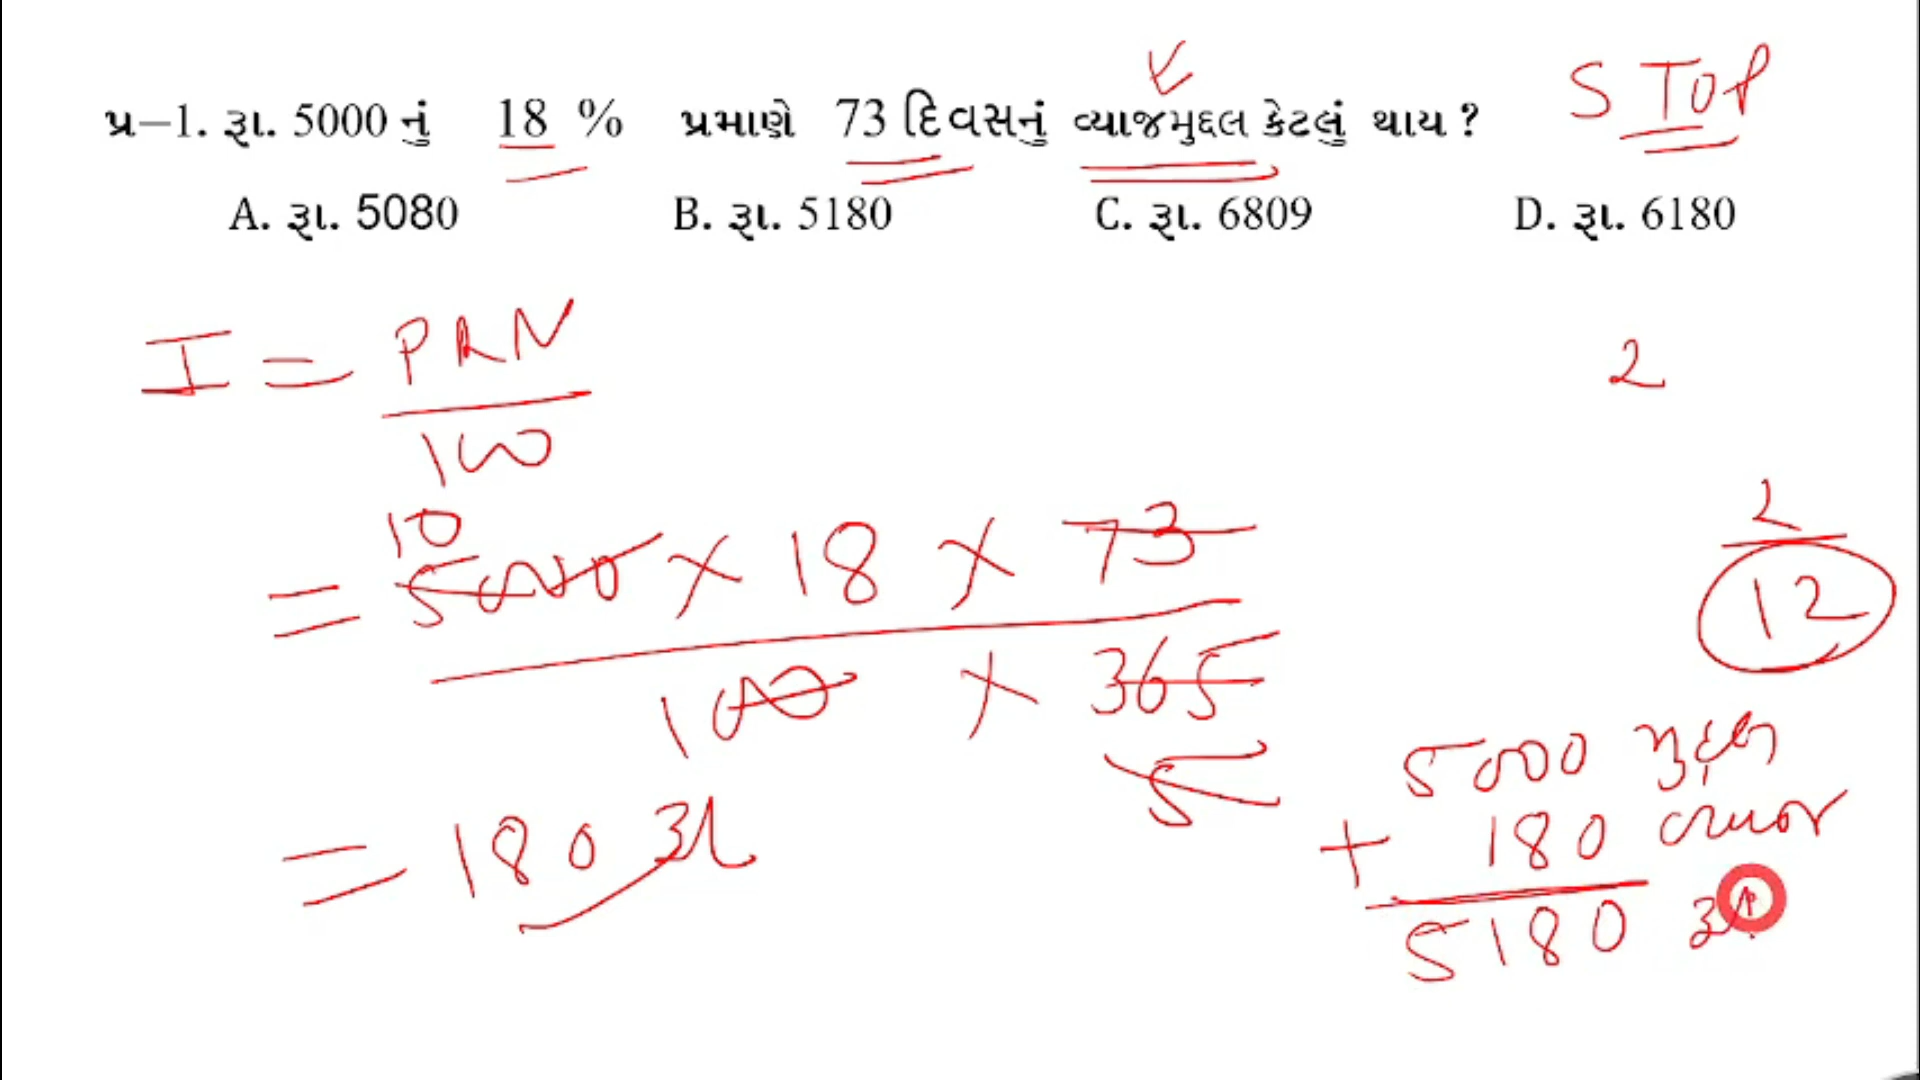 પ્ર–1. રૂા. 5000 નું 18 % પ્રમાણે 73 દિવસનું વ્યાજમુદ્દલ કેટલું થાય ?
STOP
A. રૂા. 5080 B. રૂા. 5180 C. રૂા. 6809 D. રૂા. 6180
I = PRN
100
2
10
= 5000 × 18 × 73
100 × 365
5
= 180 રૂા
2
12
5000 મુદ્દલ
+ 180 વ્યાજ
5180 રૂા